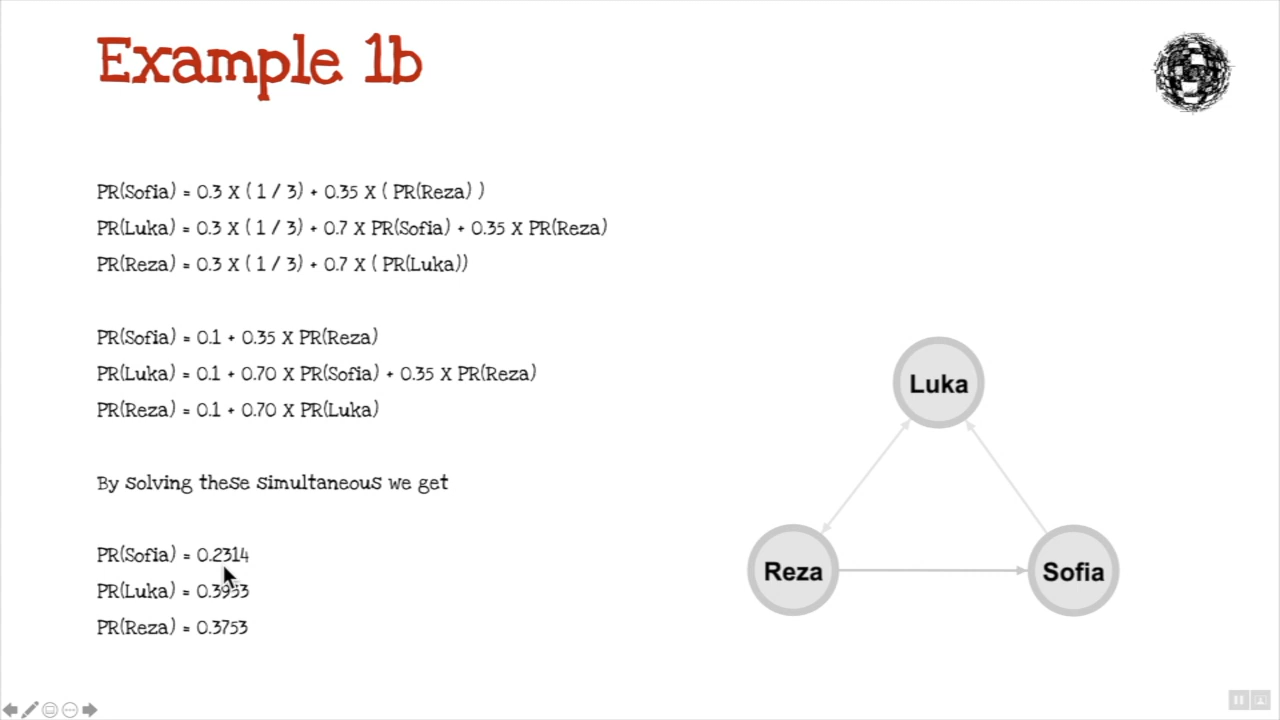 Example 1b
PR(Sofia) = 0.3 X ( 1 / 3) + 0.35 X ( PR(Reza) )
PR(Luka) = 0.3 X ( 1 / 3) + 0.7 X PR(Sofia) + 0.35 X PR(Reza)
PR(Reza) = 0.3 X ( 1 / 3) + 0.7 X ( PR(Luka))
PR(Sofia) = 0.1 + 0.35 X PR(Reza)
PR(Luka) = 0.1 + 0.70 X PR(Sofia) + 0.35 X PR(Reza)
PR(Reza) = 0.1 + 0.70 X PR(Luka)
By solving these simultaneous we get
PR(Sofia) = 0.2314
PR(Luka) = 0.3953
PR(Reza) = 0.3753
Luka
Reza
Sofia